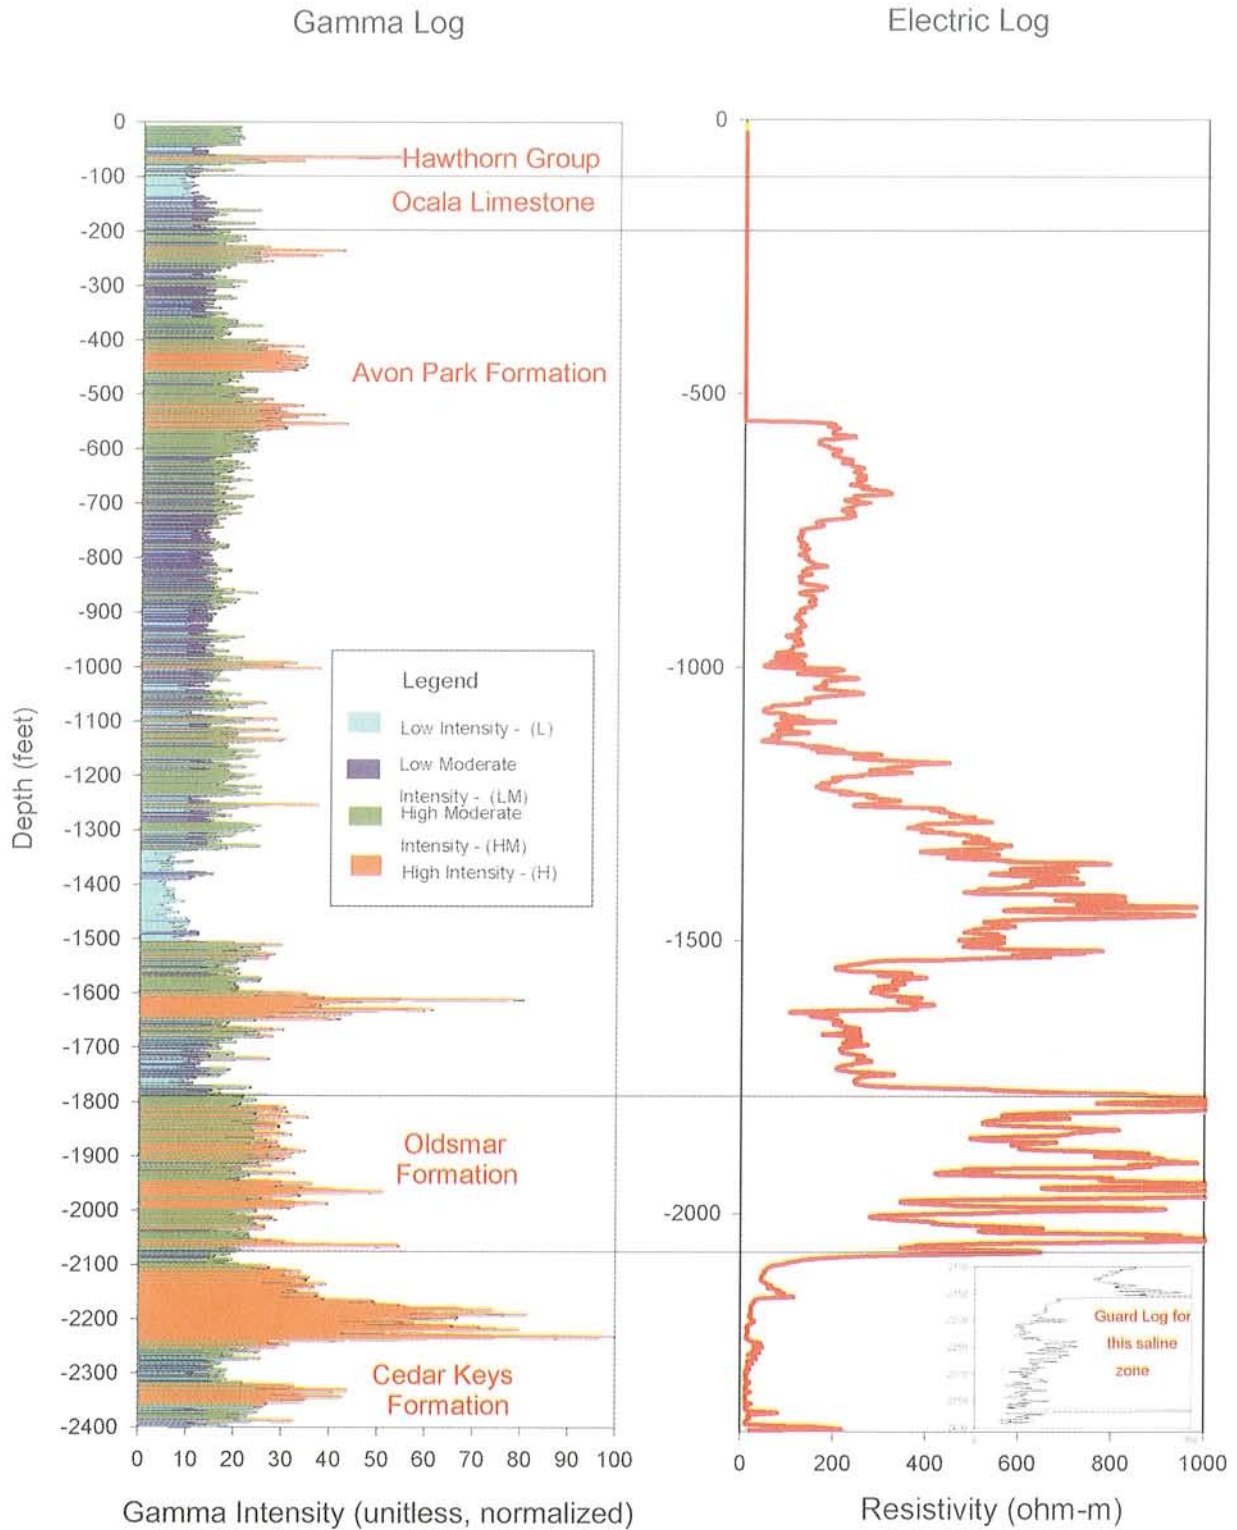 Gamma Log
Electric Log
0
-100
-200
-300
-400
-500
-600
-700
-800
-900
-1000
-1100
-1200
-1300
-1400
-1500
-1600
-1700
-1800
-1900
-2000
-2100
-2200
-2300
-2400
Depth (feet)
Hawthorn Group
Ocala Limestone
Avon Park Formation
Legend
Low Intensity - (L)
Low Moderate
Intensity - (LM)
High Moderate
Intensity - (HM)
High Intensity - (H)
Oldsmar
Formation
Cedar Keys
Formation
0 10 20 30 40 50 60 70 80 90 100
Gamma Intensity (unitless, normalized)
0
-500
-1000
-1500
-2000
Guard Log for
this saline
zone
0 200 400 600 800 1000
Resistivity (ohm-m)